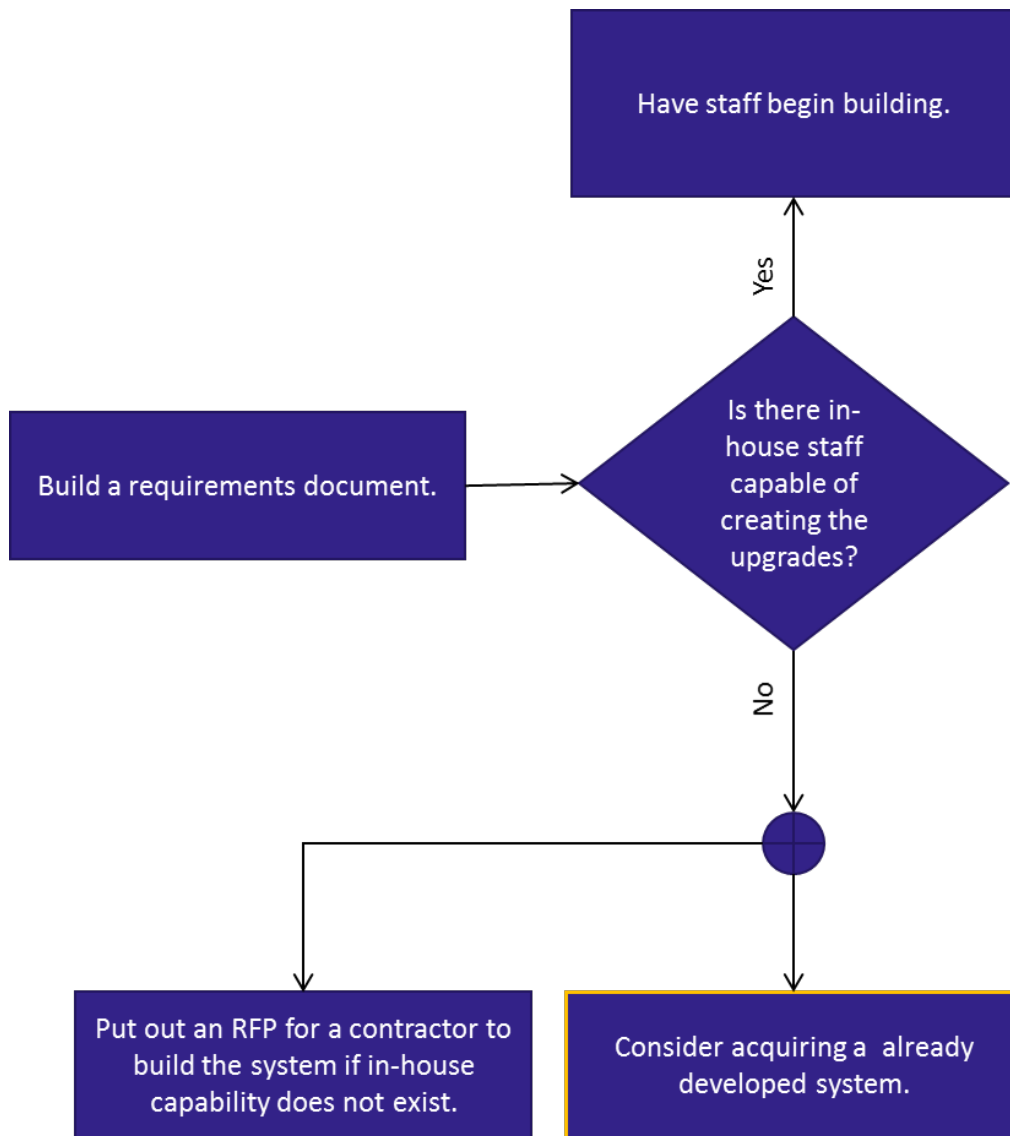 Have staff begin building.
Yes
Is there in-
house staff
capable of
creating the
upgrades?
Build a requirements document.
No
Put out an RFP for a contractor to
build the system if in-house
capability does not exist.
Consider acquiring a  already
developed system.